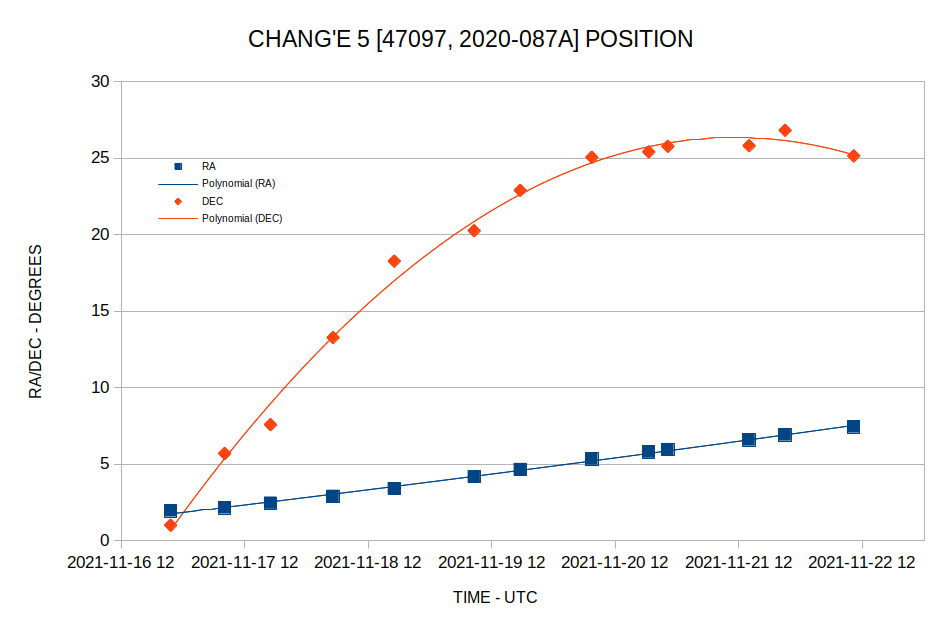 CHANG'E 5 [47097, 2020-087A] POSITION
30
25
20
15
10
5
0
RA/DEC - DEGREES
RA
Polynomial (RA)
DEC
Polynomial (DEC)
2021-11-16 12 2021-11-17 12 2021-11-18 12 2021-11-19 12 2021-11-20 12 2021-11-21 12 2021-11-22 12
TIME - UTC